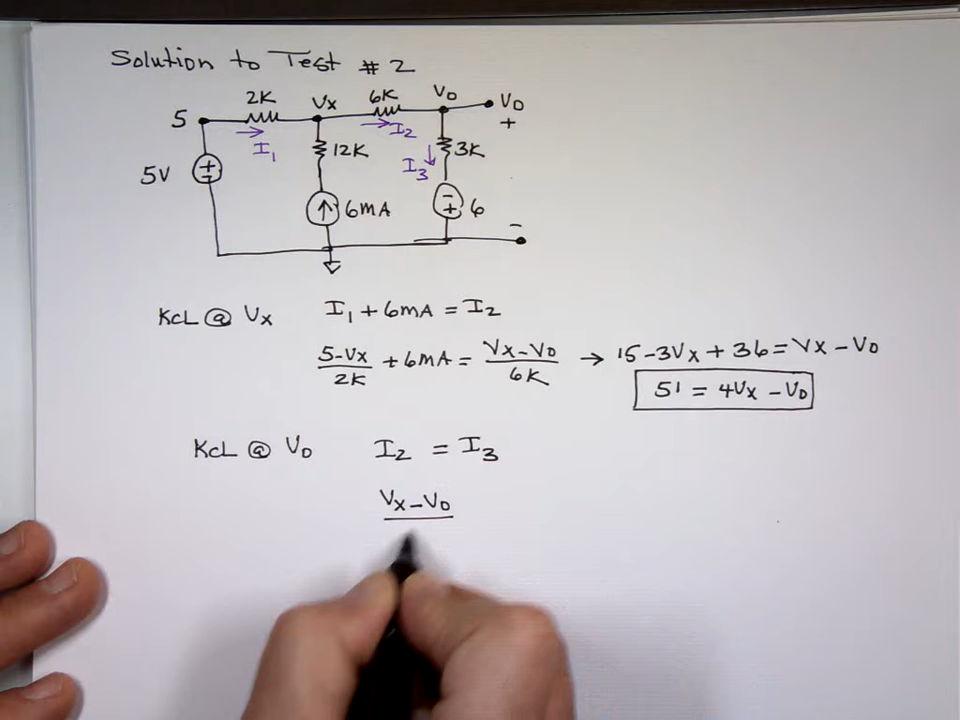 Solution to Test #2
5 2K Vx 6K Vo Vo
+
I1 I2
5V + − 12K I3 3K
6mA − + 6
−
KCL @ Vx I1 + 6mA = I2
5-Vx/2K + 6mA = Vx-Vo/6K → 15-3Vx+36=Vx-Vo
51 = 4Vx - Vo
KCL @ Vo I2 = I3
Vx-Vo